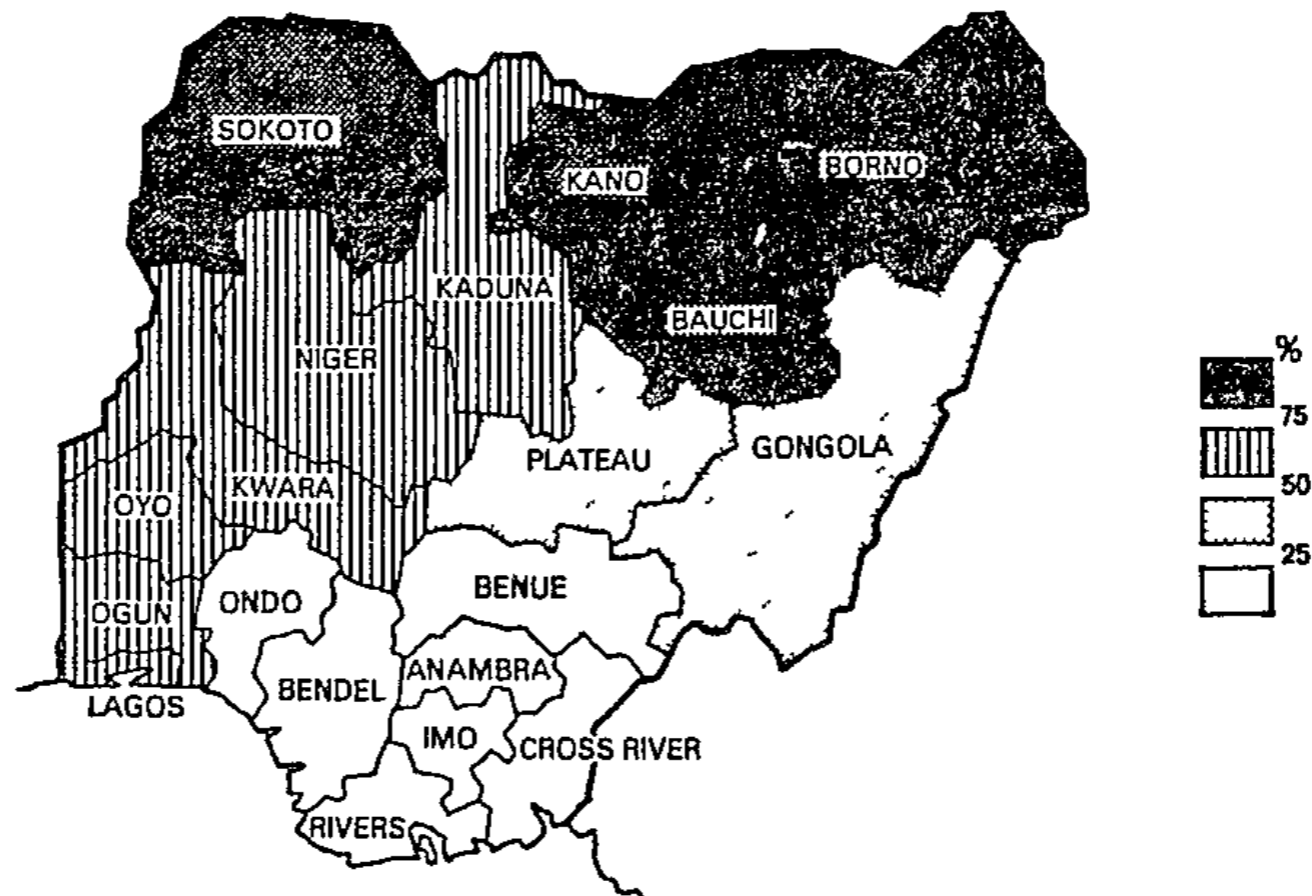 SOKOTO
KANO
BORNO
KADUNA
BAUCHI
NIGER
PLATEAU
GONGOLA
OYO
KWARA
OGUN
ONDO
BENUE
LAGOS
BENDEL
ANAMBRA
IMO
CROSS RIVER
RIVERS
%
75
50
25